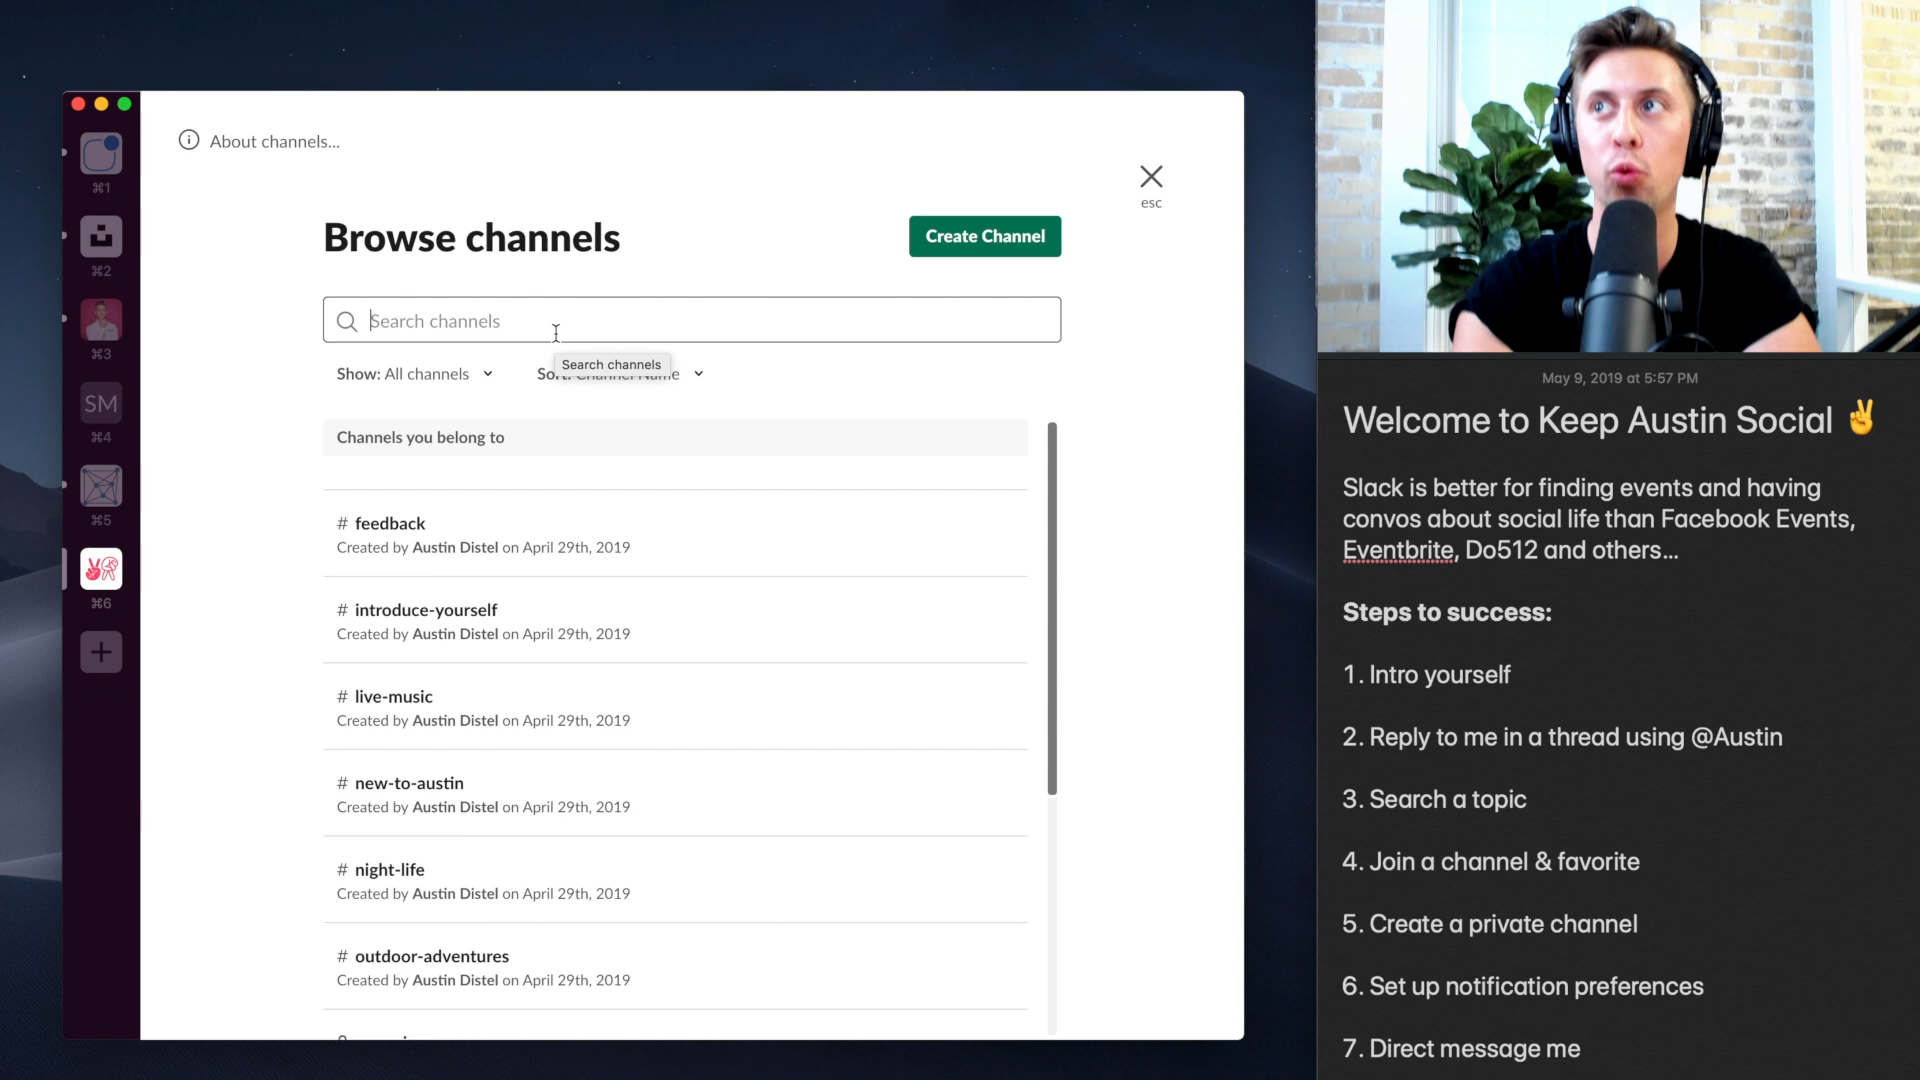 About channels...
esc
Browse channels
Create Channel
Search channels
Search channels
Show: All channels
Sort: Channel Name
Channels you belong to
# feedback
Created by Austin Distel on April 29th, 2019
# introduce-yourself
Created by Austin Distel on April 29th, 2019
# live-music
Created by Austin Distel on April 29th, 2019
# new-to-austin
Created by Austin Distel on April 29th, 2019
# night-life
Created by Austin Distel on April 29th, 2019
# outdoor-adventures
Created by Austin Distel on April 29th, 2019
⌘1
⌘2
⌘3
SM
⌘4
⌘5
⌘6
May 9, 2019 at 5:57 PM
Welcome to Keep Austin Social ✌
Slack is better for finding events and having
convos about social life than Facebook Events,
Eventbrite, Do512 and others...
Steps to success:
1. Intro yourself
2. Reply to me in a thread using @Austin
3. Search a topic
4. Join a channel & favorite
5. Create a private channel
6. Set up notification preferences
7. Direct message me